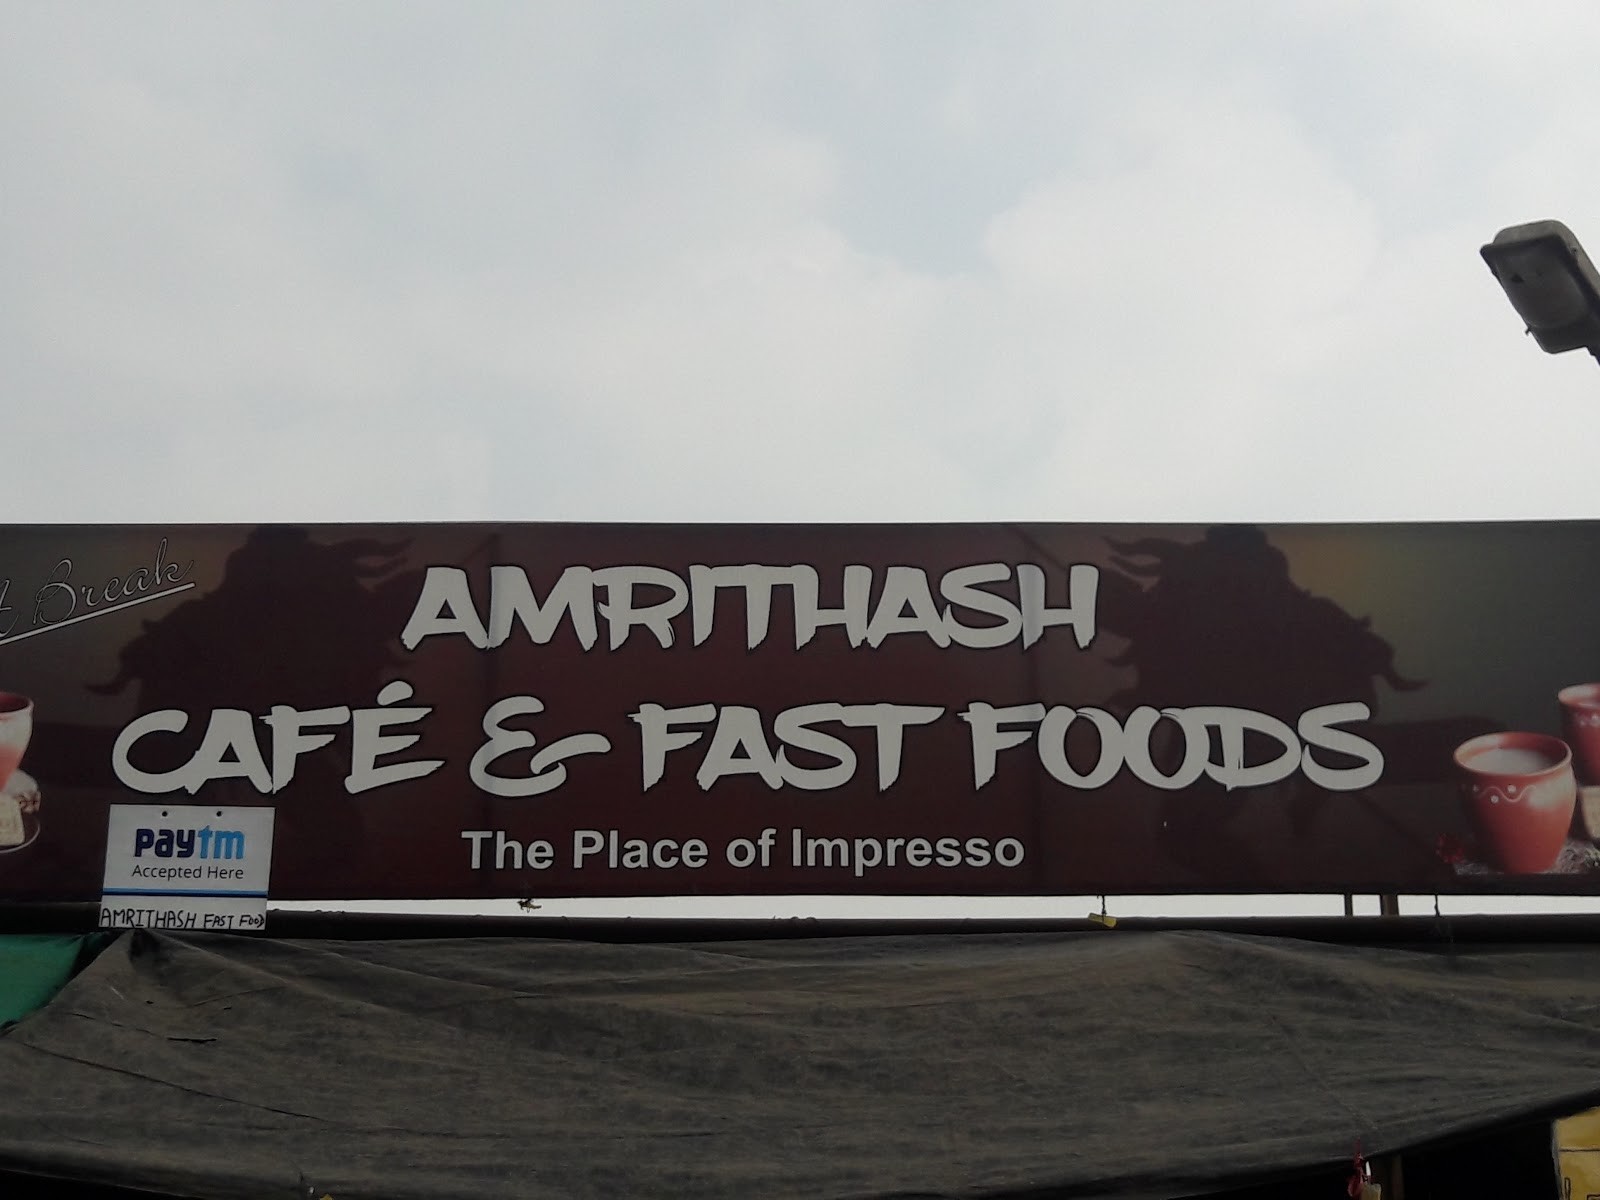 Break
AMRITHASH
CAFÉ & FAST FOODS
The Place of Impresso
paytm
Accepted Here
AMRITHASH FAST FOOD